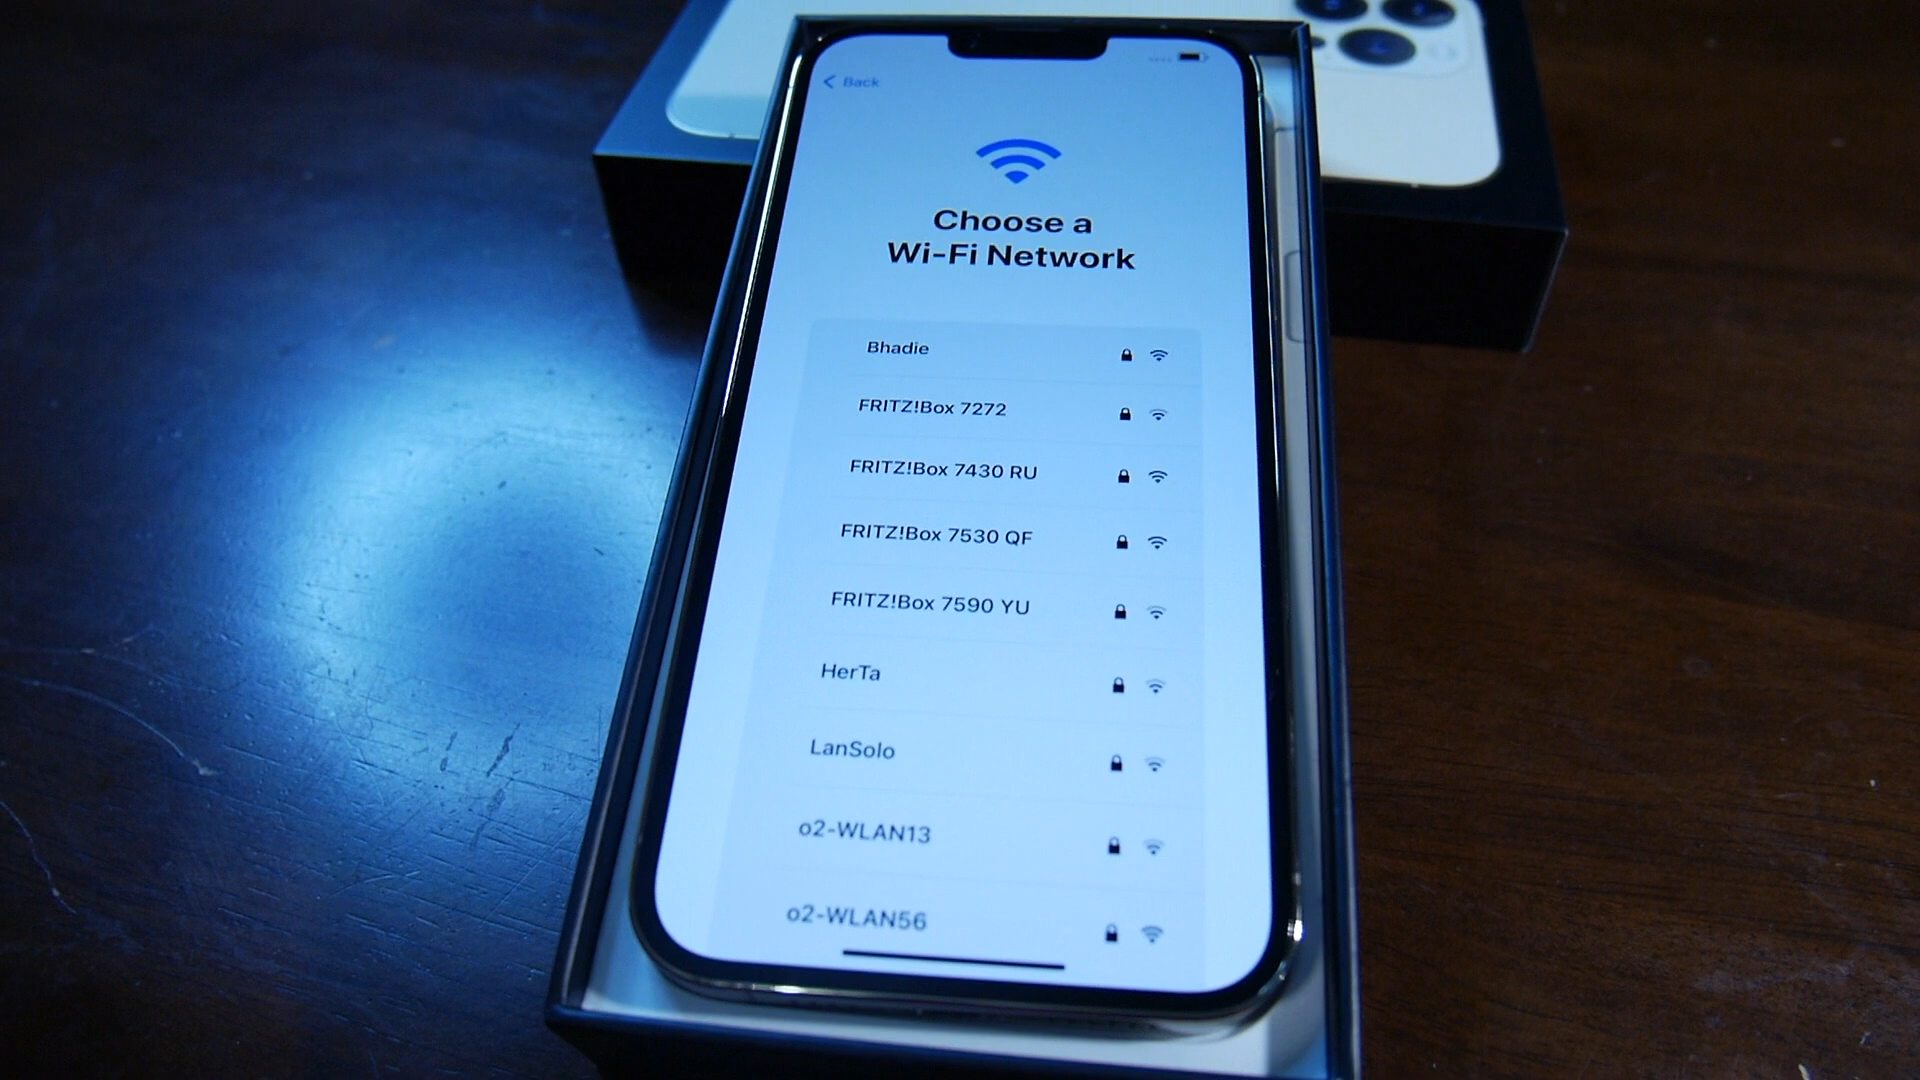 Back
Choose a
Wi-Fi Network
Bhadie
FRITZ!Box 7272
FRITZ!Box 7430 RU
FRITZ!Box 7530 QF
FRITZ!Box 7590 YU
HerTa
LanSolo
o2-WLAN13
o2-WLAN56